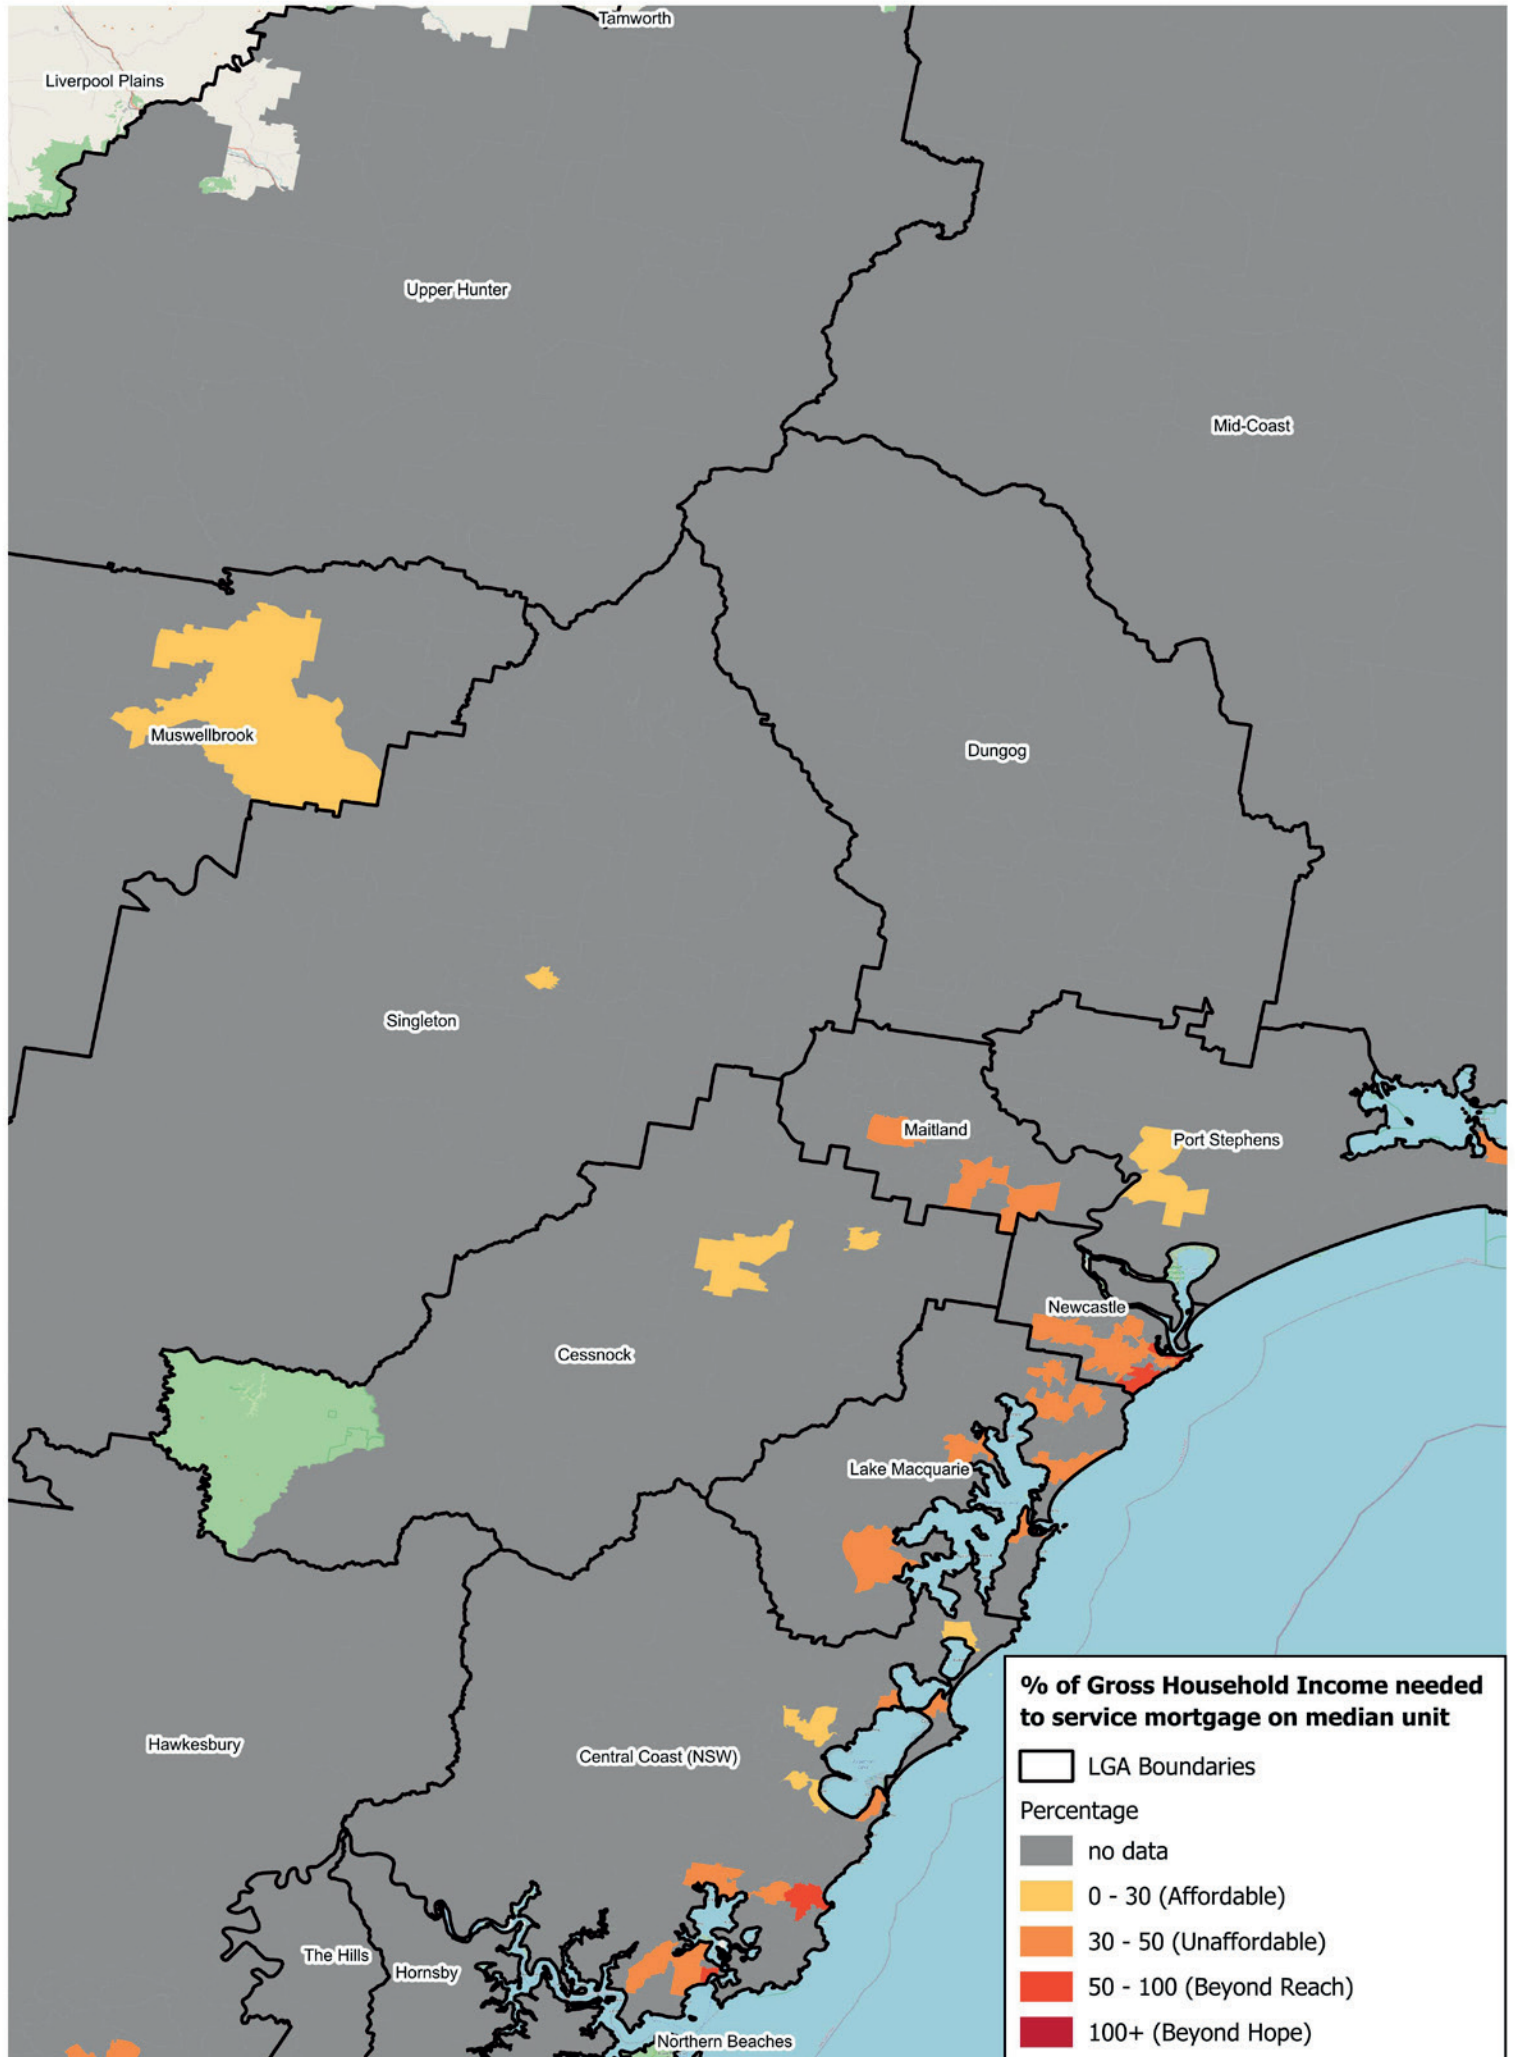 Tamworth
Liverpool Plains
Upper Hunter
Mid-Coast
Muswellbrook
Dungog
Singleton
Maitland
Port Stephens
Newcastle
Cessnock
Lake Macquarie
Hawkesbury
Central Coast (NSW)
The Hills
Hornsby
Northern Beaches
% of Gross Household Income needed
to service mortgage on median unit
LGA Boundaries
Percentage
no data
0 - 30 (Affordable)
30 - 50 (Unaffordable)
50 - 100 (Beyond Reach)
100+ (Beyond Hope)